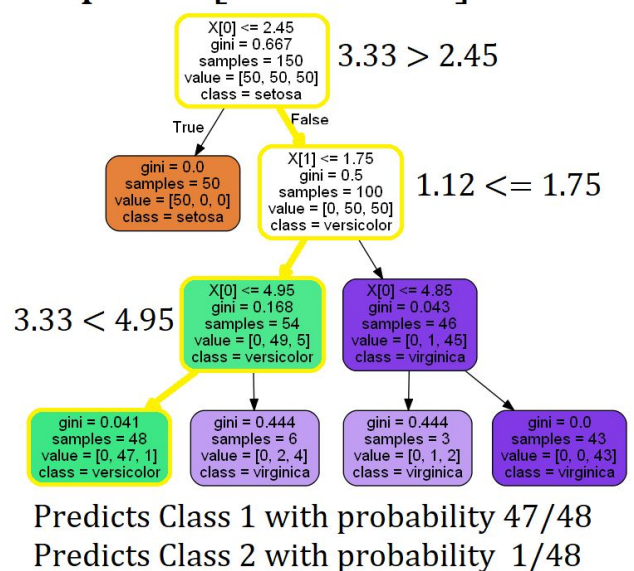 X[0] <= 2.45
gini = 0.667
samples = 150
value = [50, 50, 50]
class = setosa
3.33 > 2.45
True
False
gini = 0.0
samples = 50
value = [50, 0, 0]
class = setosa
X[1] <= 1.75
gini = 0.5
samples = 100
value = [0, 50, 50]
class = versicolor
1.12 <= 1.75
3.33 < 4.95
X[0] <= 4.95
gini = 0.168
samples = 54
value = [0, 49, 5]
class = versicolor
X[0] <= 4.85
gini = 0.043
samples = 46
value = [0, 1, 45]
class = virginica
gini = 0.041
samples = 48
value = [0, 47, 1]
class = versicolor
gini = 0.444
samples = 6
value = [0, 2, 4]
class = virginica
gini = 0.444
samples = 3
value = [0, 1, 2]
class = virginica
gini = 0.0
samples = 43
value = [0, 0, 43]
class = virginica
Predicts Class 1 with probability 47/48
Predicts Class 2 with probability 1/48